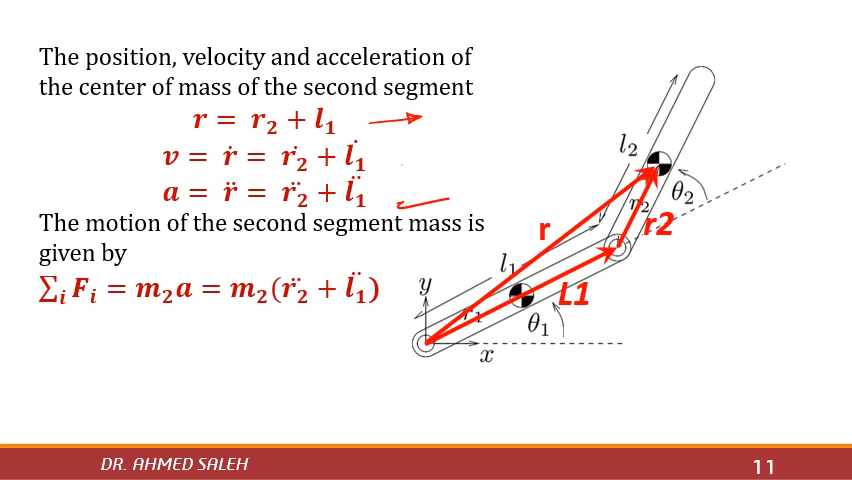 The position, velocity and acceleration of
the center of mass of the second segment
r = r₂ + l₁
v = ṙ = ṙ₂ + l̇₁
a = r̈ = r̈₂ + l̈₁
The motion of the second segment mass is
given by
∑ᵢ Fᵢ = m₂a = m₂(r̈₂ + l̈₁)
l₂
θ₂
r₂
r2
r
l₁
L1
y
r₁
θ₁
x
DR. AHMED SALEH
11